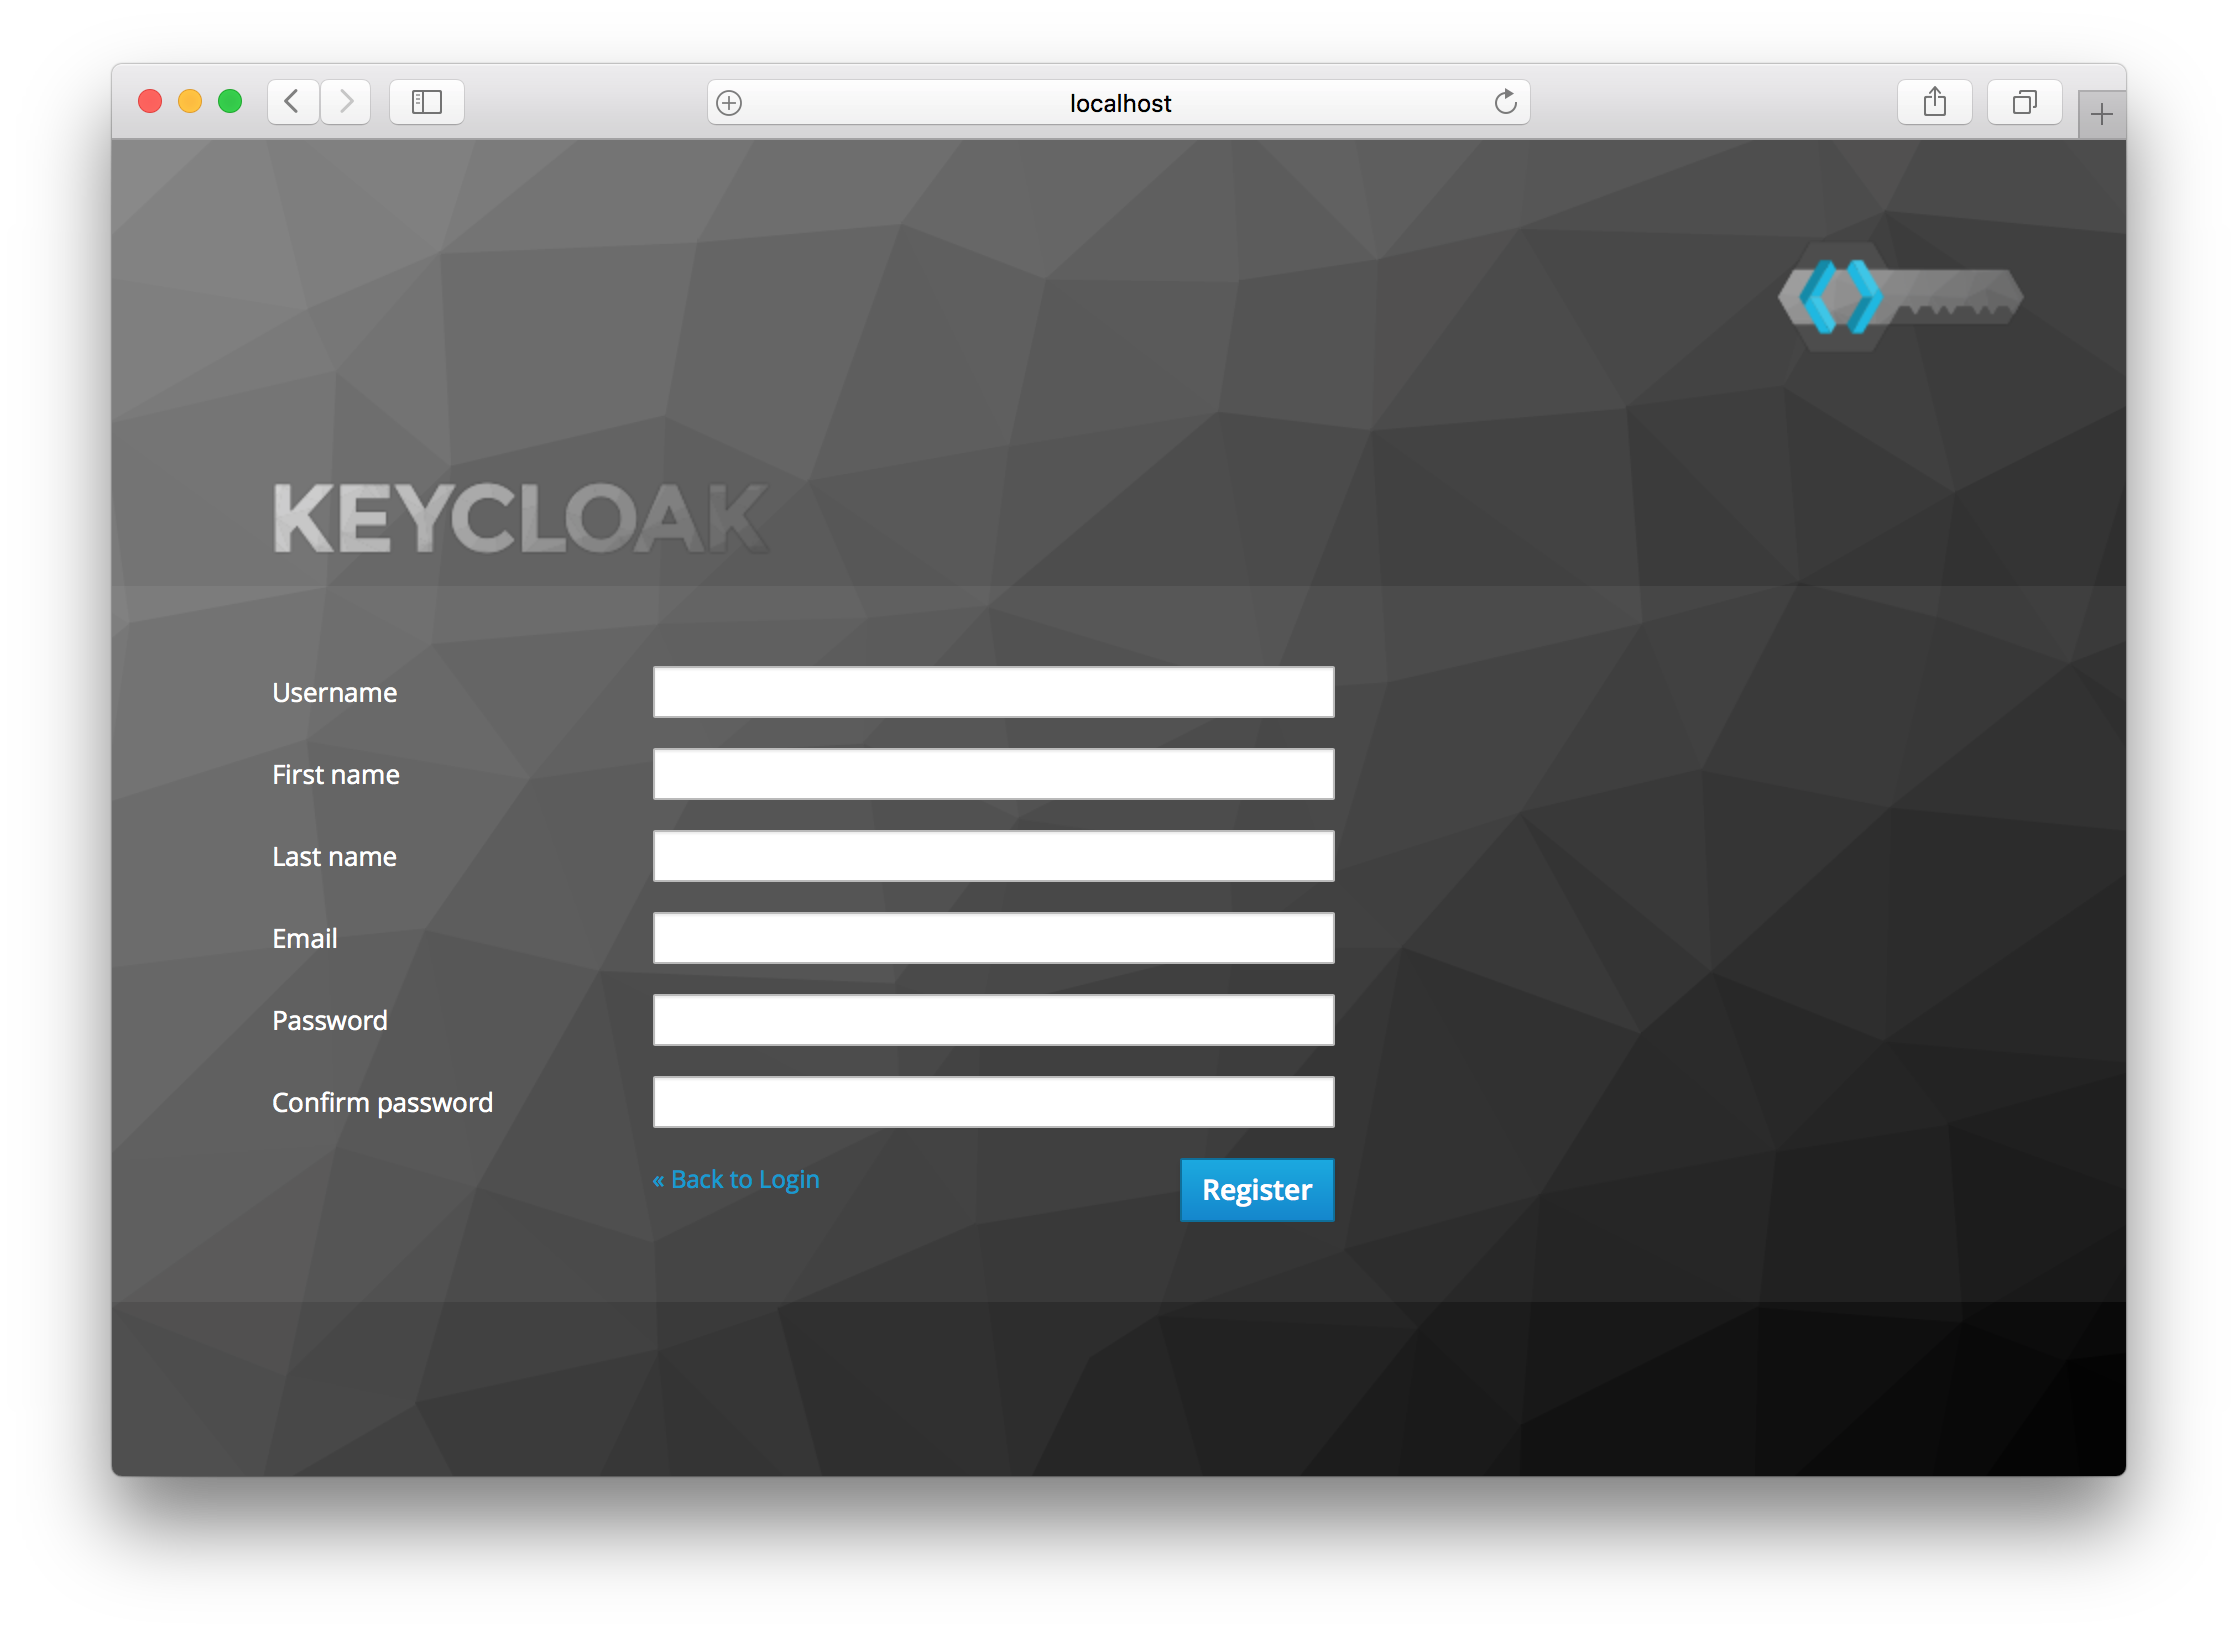 localhost
KEYCLOAK
Username
First name
Last name
Email
Password
Confirm password
« Back to Login
Register